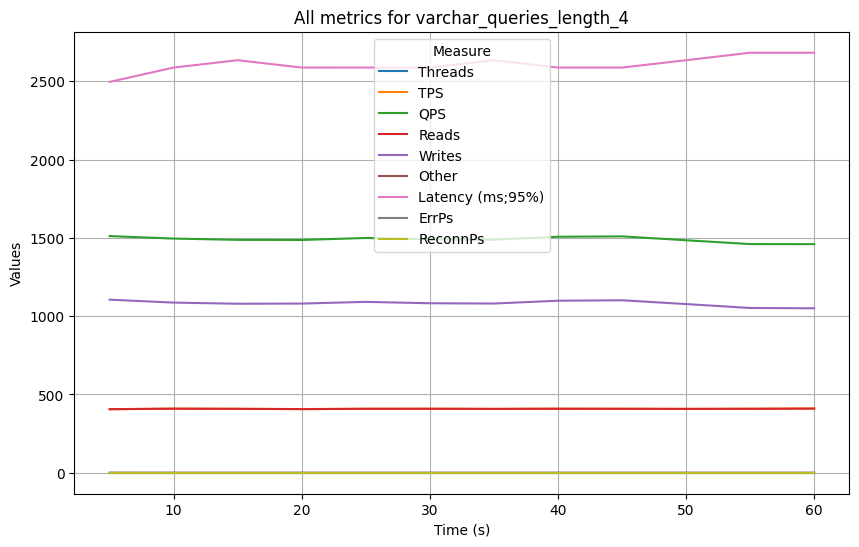 All metrics for varchar_queries_length_4
Values
2500
2000
1500
1000
500
0
Measure
Threads
TPS
QPS
Reads
Writes
Other
Latency (ms;95%)
ErrPs
ReconnPs
10
20
30
40
50
60
Time (s)